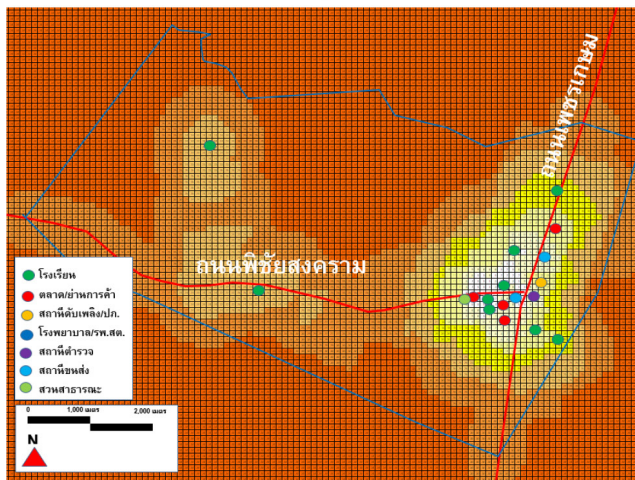 ถนนเพชรเกษม
ถนนพิชัยสงคราม
โรงเรียน
ตลาด/ย่านการค้า
สถานีดับเพลิง/ปภ.
โรงพยาบาล/รพ.สต.
สถานีตำรวจ
สถานีขนส่ง
สวนสาธารณะ
0 1,000 เมตร 2,000 เมตร
N